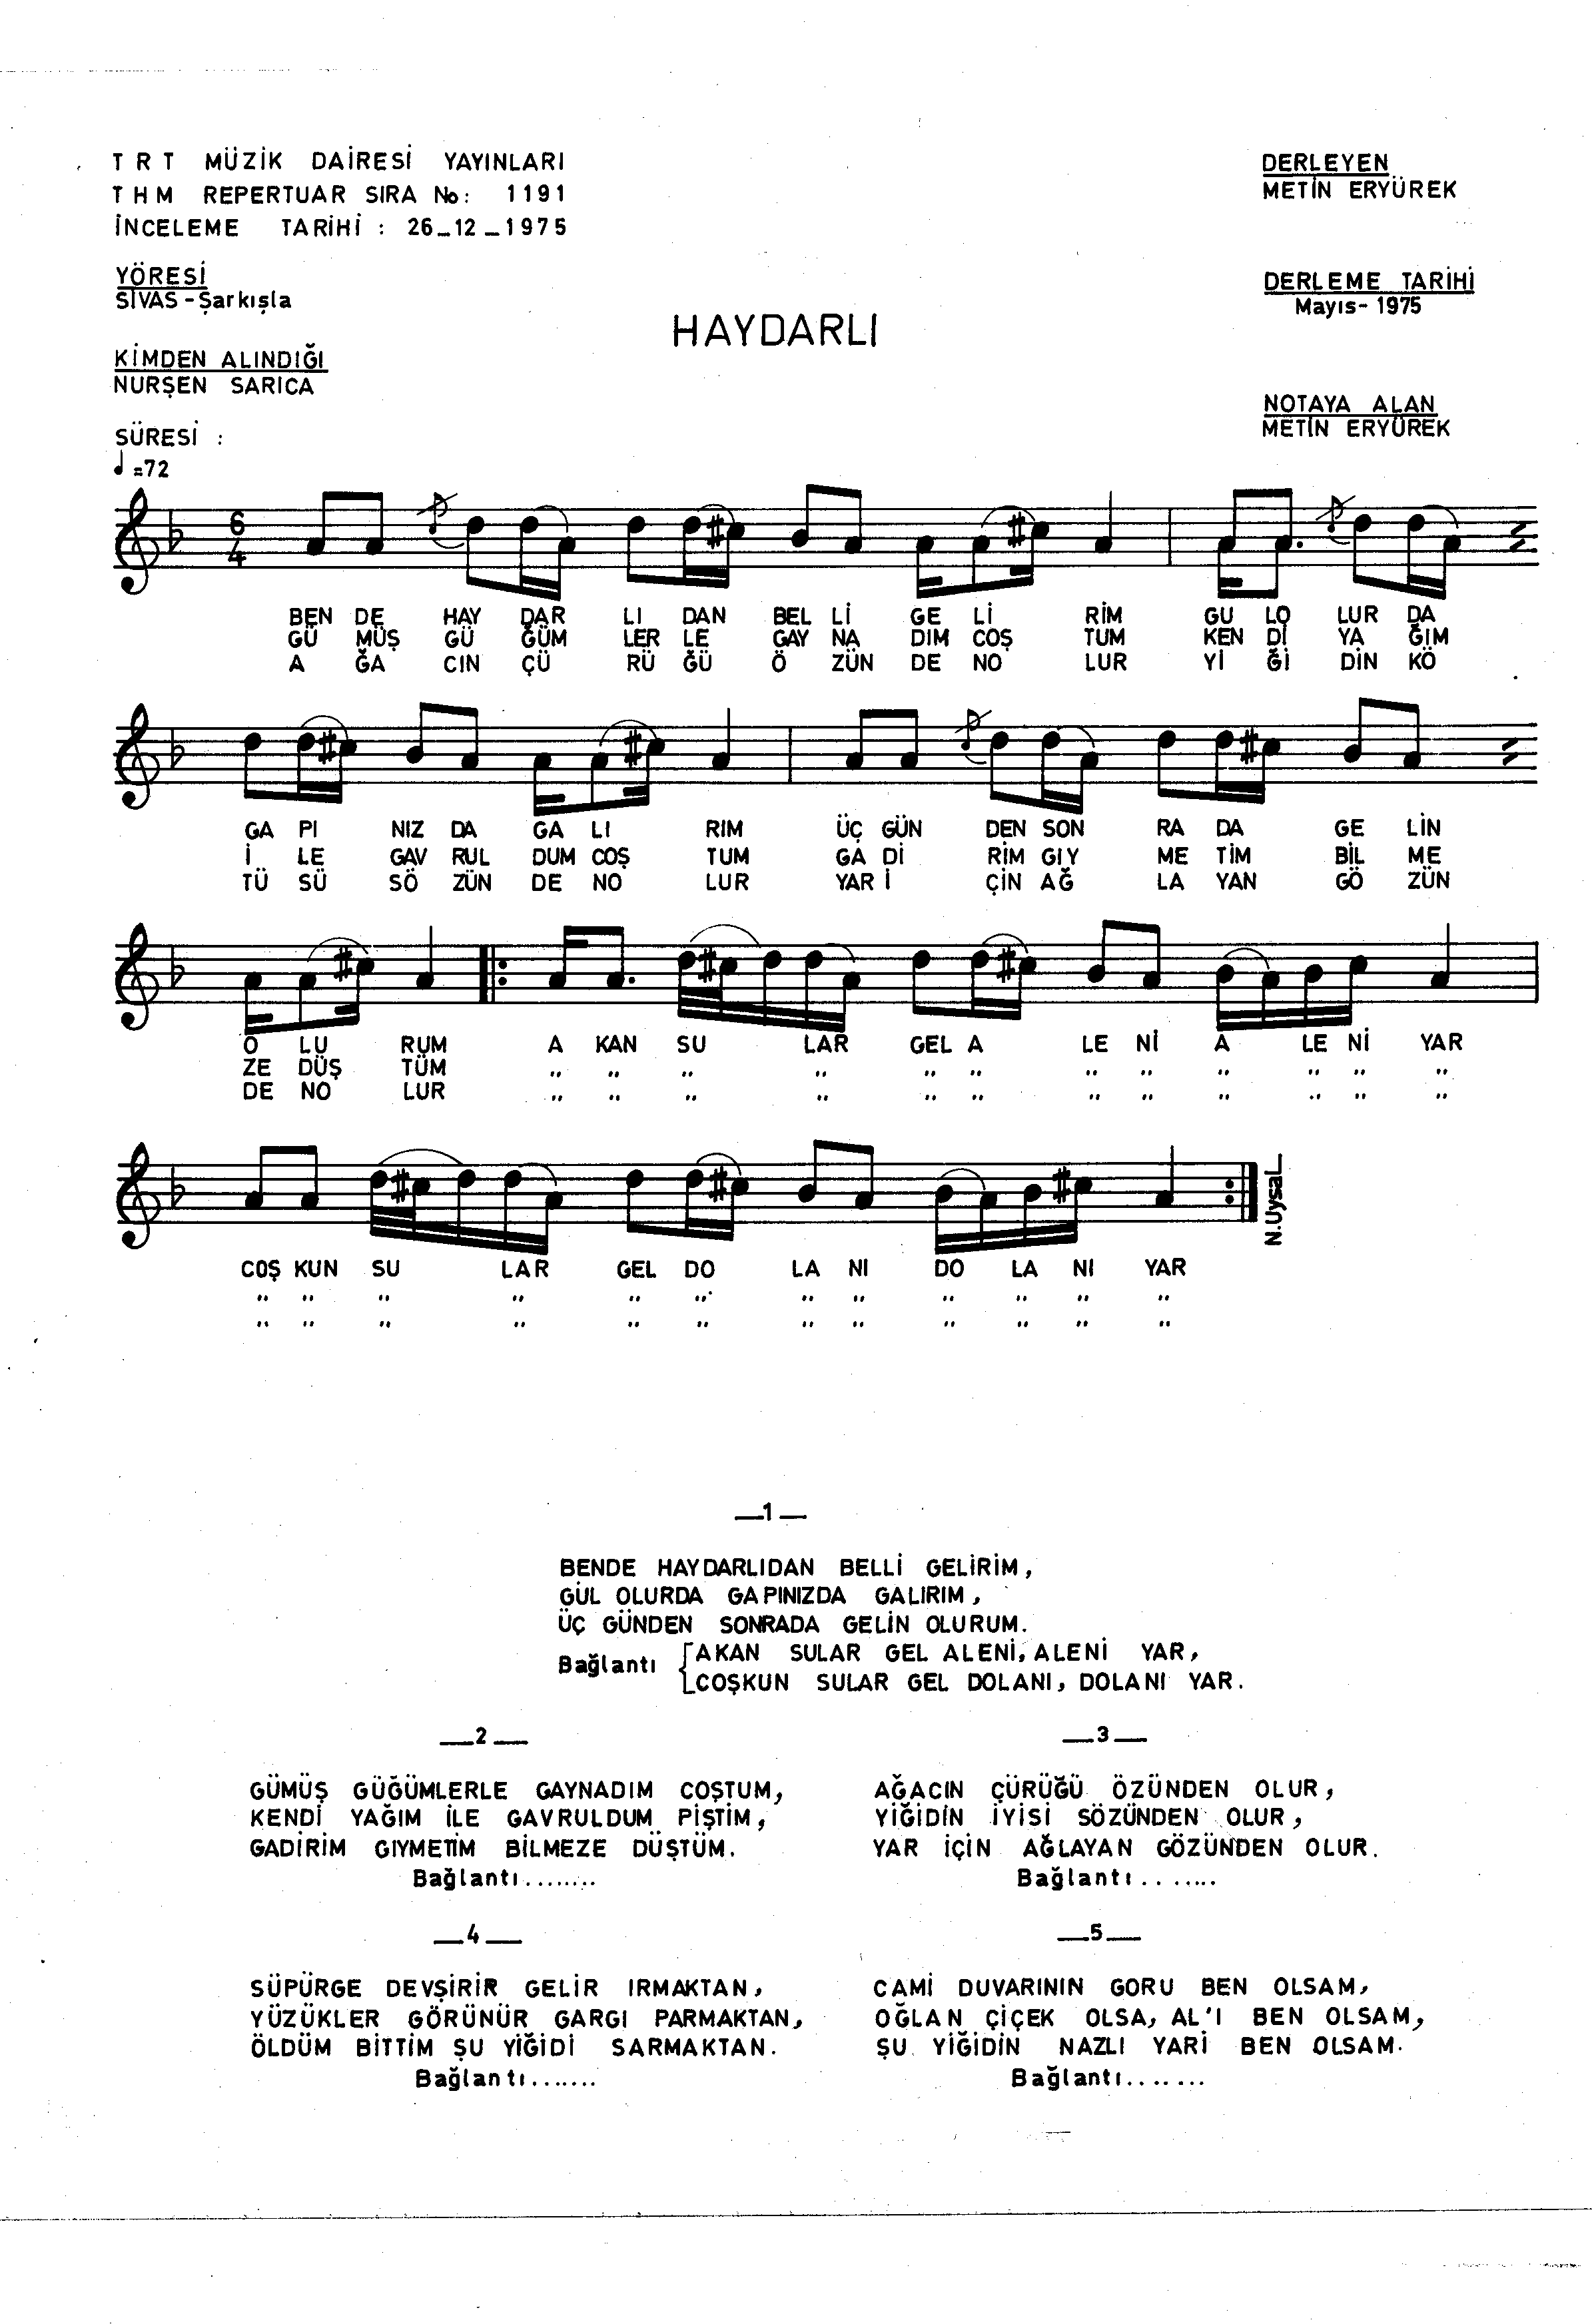 TRT MÜZİK DAİRESİ YAYINLARI
THM REPERTUAR SIRA No: 1191
İNCELEME TARİHİ : 26_12_1975
DERLEYEN
METİN ERYÜREK
YÖRESİ
SİVAS-Şarkışla
DERLEME TARİHİ
Mayıs-1975
HAYDARLI
KİMDEN ALINDIĞI
NURŞEN SARICA
NOTAYA ALAN
METİN ERYÜREK
SÜRESİ :
=72
6
4
BEN DE HAY DAR LI DAN BEL Lİ GE Lİ RİM GU LO LUR DA
GÜ MÜŞ GÜ ĞÜM LER LE GAY NA DIM COŞ TUM KEN Dİ YA ĞIM
A ĞA CIN ÇÜ RÜ ĞÜ Ö ZÜN DE NO LUR Yİ Ğİ DİN KÖ
GA PI NIZ DA GA LI RIM ÜÇ GÜN DEN SON RA DA GE LİN
İ LE GAV RUL DUM COŞ TUM GA Dİ RİM GIY ME TİM BİL ME
TÜ SÜ SÖ ZÜN DE NO LUR YAR İ ÇİN AĞ LA YAN GÖ ZÜN
O LU RUM A KAN SU LAR GEL A LE Nİ A LE Nİ YAR
ZE DÜŞ TÜM " " " " " " " " " " " "
DE NO LUR " " " " " " " " " " " "
COŞ KUN SU LAR GEL DO LA NI DO LA NI YAR
" " " " " " " " " " " "
" " " " " " " " " " " "
N.Uysal
_1_
BENDE HAYDARLIDAN BELLİ GELİRİM,
GÜL OLURDA GAPINIZDA GALIRIM,
ÜÇ GÜNDEN SONRADA GELİN OLURUM.
Bağlantı [AKAN SULAR GEL ALENİ, ALENİ YAR,
COŞKUN SULAR GEL DOLANI, DOLANI YAR.
_2_
GÜMÜŞ GÜĞÜMLERLE GAYNADIM COŞTUM,
KENDİ YAĞIM İLE GAVRULDUM PİŞTİM,
GADİRİM GIYMETİM BİLMEZE DÜŞTÜM.
Bağlantı........
_3_
AĞACIN ÇÜRÜĞÜ ÖZÜNDEN OLUR,
YİĞİDİN İYİSİ SÖZÜNDEN OLUR,
YAR İÇİN AĞLAYAN GÖZÜNDEN OLUR.
Bağlantı.......
_4_
SÜPÜRGE DEVŞİRİR GELİR IRMAKTAN,
YÜZÜKLER GÖRÜNÜR GARGI PARMAKTAN,
ÖLDÜM BİTTİM ŞU YİĞİDİ SARMAKTAN.
Bağlantı.......
_5_
CAMİ DUVARININ GORU BEN OLSAM,
OĞLAN ÇİÇEK OLSA, AL'I BEN OLSAM,
ŞU YİĞİDİN NAZLI YARİ BEN OLSAM.
Bağlantı.......